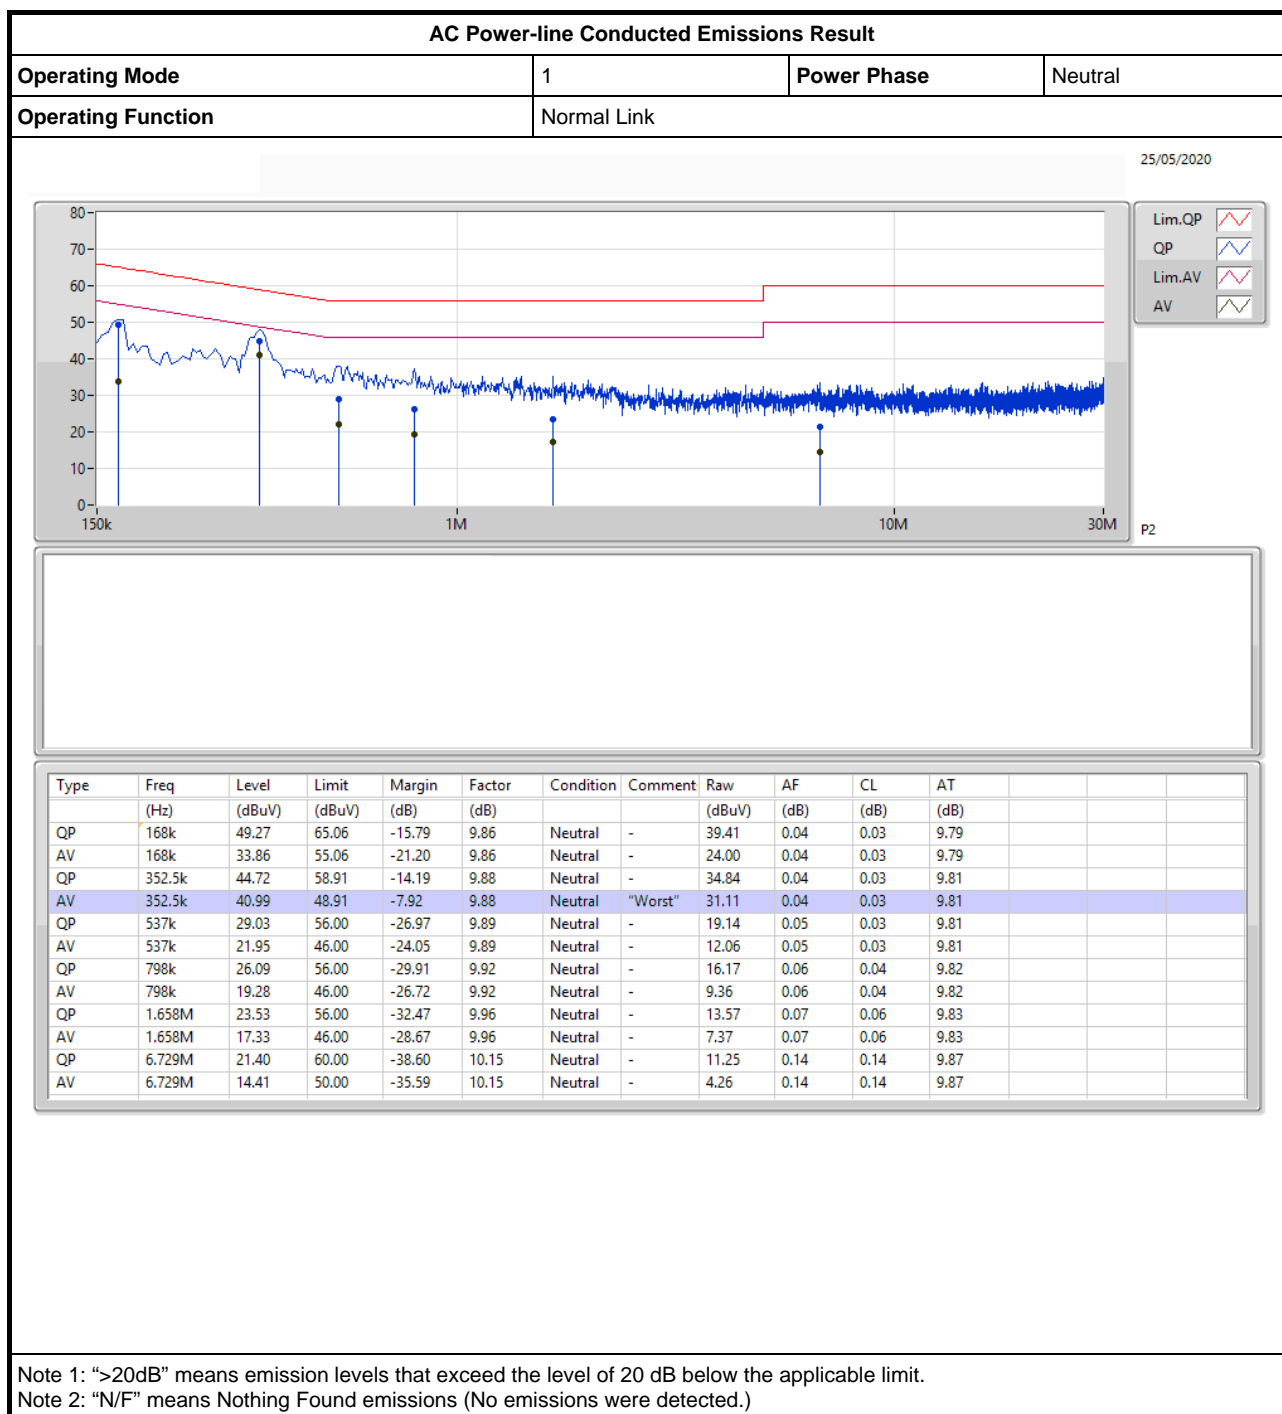 AC Power-line Conducted Emissions Result
Operating Mode 1 Power Phase Neutral
Operating Function Normal Link
25/05/2020
80
70
60
50
40
30
20
10
0
150k 1M 10M 30M
Lim.QP
QP
Lim.AV
AV
P2
Type Freq Level Limit Margin Factor Condition Comment Raw AF CL AT
(Hz) (dBuV) (dBuV) (dB) (dB) (dBuV) (dB) (dB) (dB)
QP 168k 49.27 65.06 -15.79 9.86 Neutral - 39.41 0.04 0.03 9.79
AV 168k 33.86 55.06 -21.20 9.86 Neutral - 24.00 0.04 0.03 9.79
QP 352.5k 44.72 58.91 -14.19 9.88 Neutral - 34.84 0.04 0.03 9.81
AV 352.5k 40.99 48.91 -7.92 9.88 Neutral "Worst" 31.11 0.04 0.03 9.81
QP 537k 29.03 56.00 -26.97 9.89 Neutral - 19.14 0.05 0.03 9.81
AV 537k 21.95 46.00 -24.05 9.89 Neutral - 12.06 0.05 0.03 9.81
QP 798k 26.09 56.00 -29.91 9.92 Neutral - 16.17 0.06 0.04 9.82
AV 798k 19.28 46.00 -26.72 9.92 Neutral - 9.36 0.06 0.04 9.82
QP 1.658M 23.53 56.00 -32.47 9.96 Neutral - 13.57 0.07 0.06 9.83
AV 1.658M 17.33 46.00 -28.67 9.96 Neutral - 7.37 0.07 0.06 9.83
QP 6.729M 21.40 60.00 -38.60 10.15 Neutral - 11.25 0.14 0.14 9.87
AV 6.729M 14.41 50.00 -35.59 10.15 Neutral - 4.26 0.14 0.14 9.87
Note 1: “>20dB” means emission levels that exceed the level of 20 dB below the applicable limit.
Note 2: “N/F” means Nothing Found emissions (No emissions were detected.)